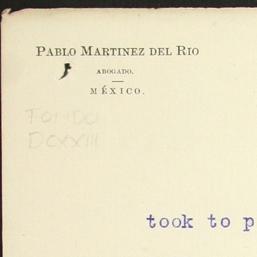 PABLO MARTINEZ DEL RIO
ABOGADO.
MÉXICO.
FONDO
DCXXIII
took to p